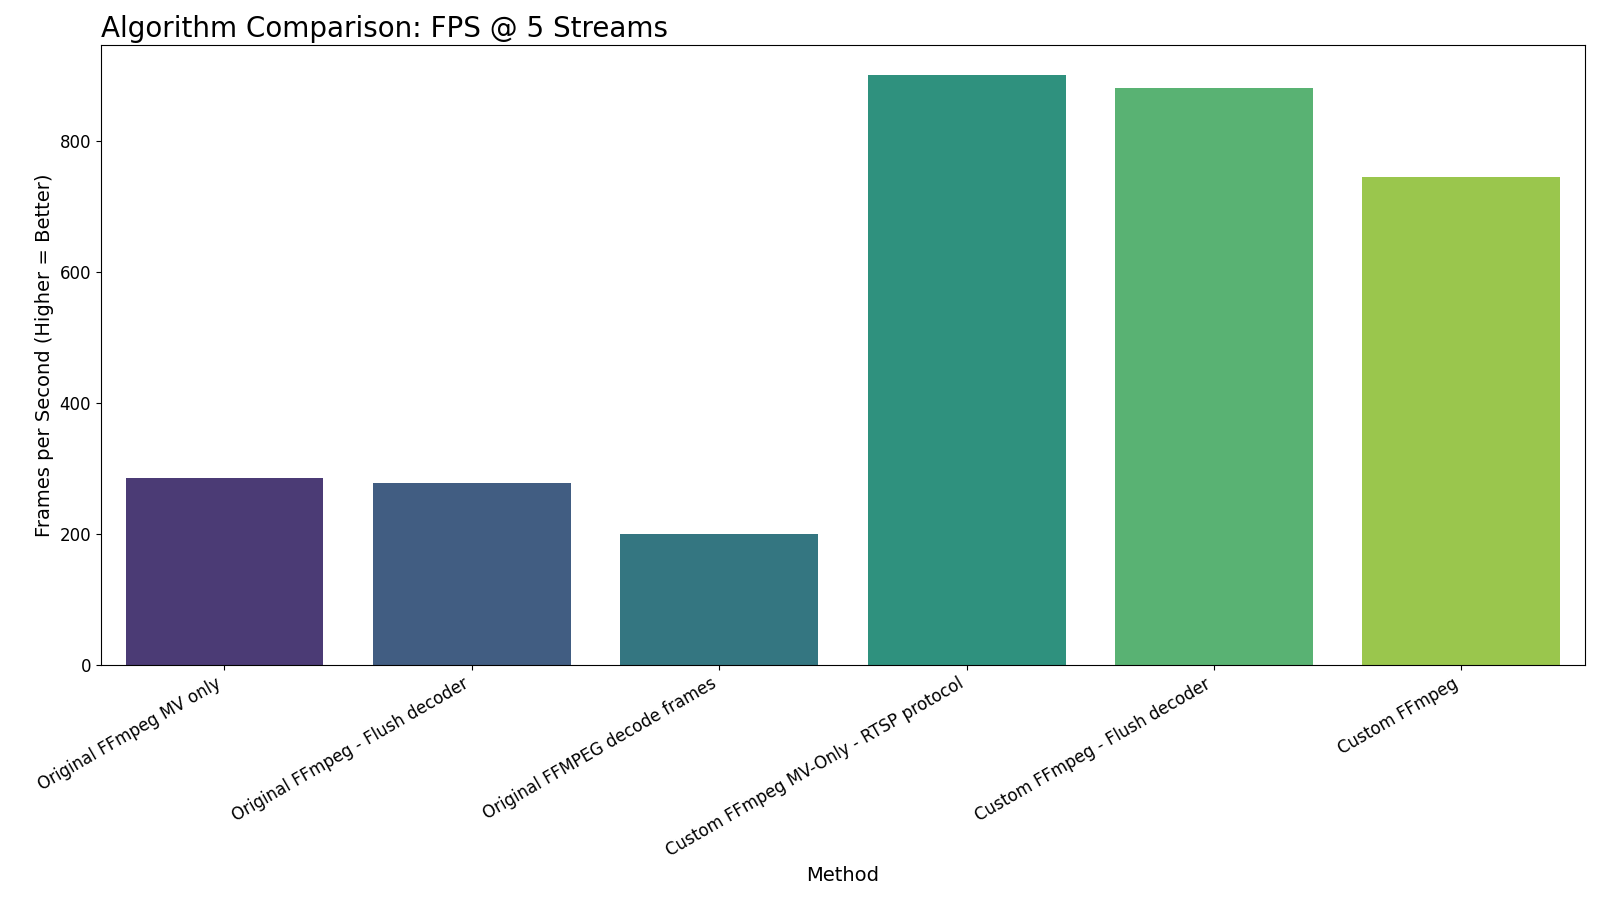 Algorithm Comparison: FPS @ 5 Streams
Frames per Second (Higher = Better)
800
600
400
200
0
Original FFmpeg MV only
Original FFmpeg - Flush decoder
Original FFMPEG decode frames
Custom FFmpeg MV-Only - RTSP protocol
Custom FFmpeg - Flush decoder
Custom FFmpeg
Method